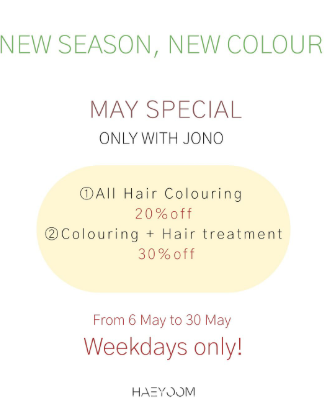 NEW SEASON, NEW COLOUR
MAY SPECIAL
ONLY WITH JONO
①All Hair Colouring
20%off
②Colouring + Hair treatment
30%off
From 6 May to 30 May
Weekdays only!
HAEYOOM